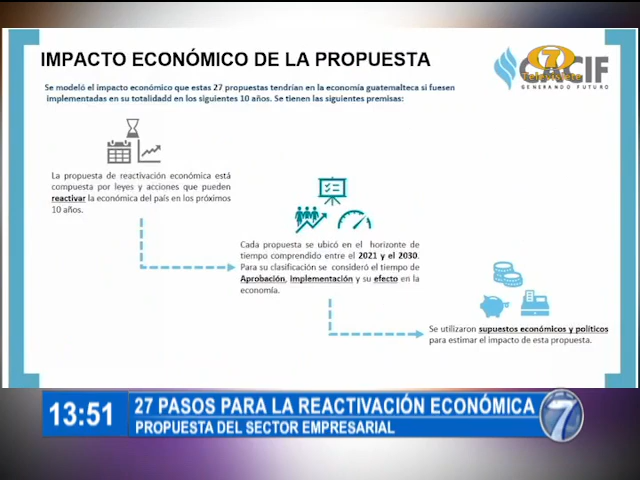 IMPACTO ECONÓMICO DE LA PROPUESTA
Se modeló el impacto económico que estas 27 propuestas tendrían en la economía guatemalteca si fuesen
implementadas en su totalidadd en los siguientes 10 años. Se tienen las siguientes premisas:
7
Televisiete
CACIF
GENERANDO FUTURO
La propuesta de reactivación económica está
compuesta por leyes y acciones que pueden
reactivar la económica del país en los próximos
10 años.
Cada propuesta se ubicó en el horizonte de
tiempo comprendido entre el 2021 y el 2030.
Para su clasificación se consideró el tiempo de
Aprobación, Implementación y su efecto en la
economía.
Se utilizaron supuestos económicos y políticos
para estimar el impacto de esta propuesta.
13:51
27 PASOS PARA LA REACTIVACIÓN ECONÓMICA
PROPUESTA DEL SECTOR EMPRESARIAL
7